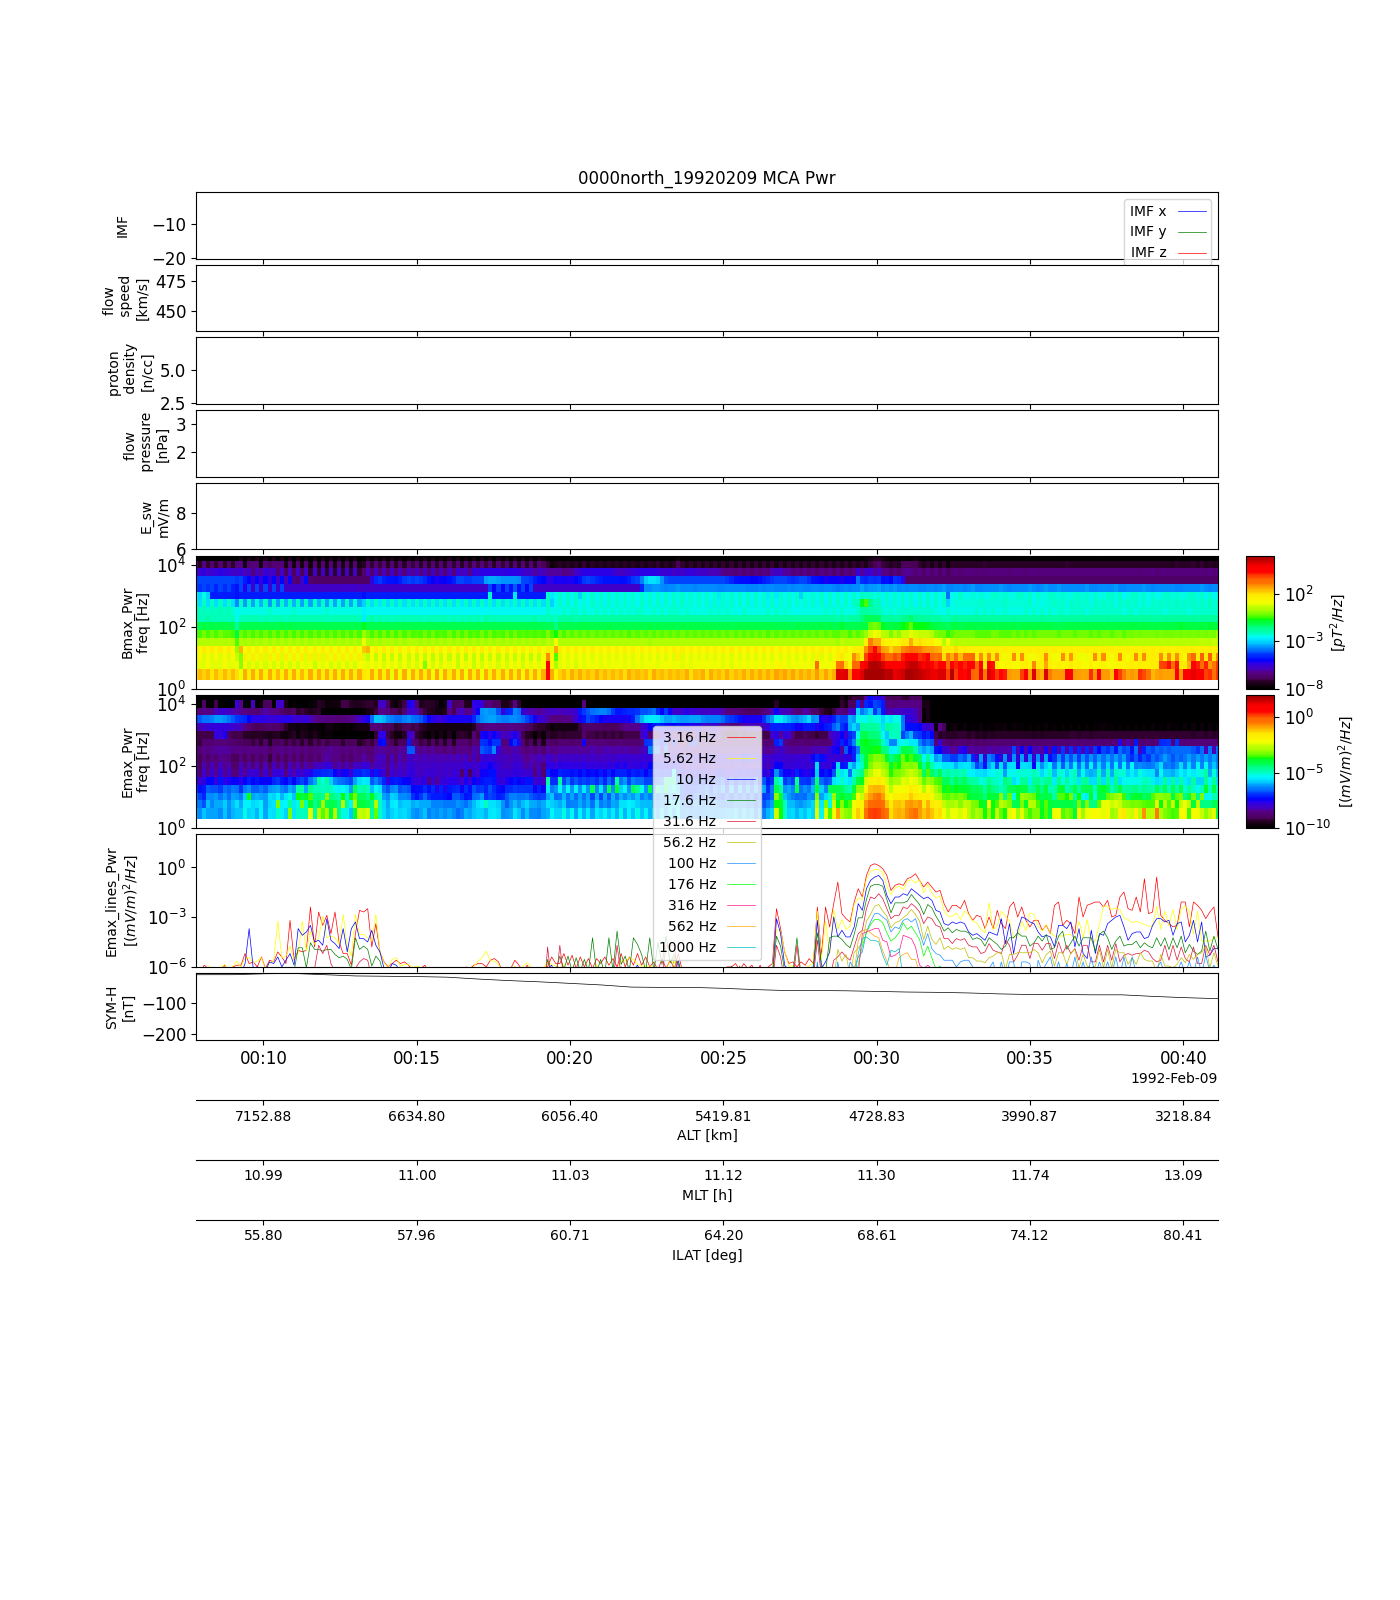 0000north_19920209 MCA Pwr
IMF
−10
−20
IMF x
IMF y
IMF z
flow
speed
[km/s]
475
450
proton
density
[n/cc]
5.0
2.5
flow
pressure
[nPa]
3
2
E_sw
mV/m
8
6
Bmax_Pwr
freq [Hz]
10^4
10^2
10^0
10^2
10^−3
10^−8
[pT^2/Hz]
Emax_Pwr
freq [Hz]
10^4
10^2
10^0
10^0
10^−5
10^−10
[(mV/m)^2/Hz]
3.16 Hz
5.62 Hz
10 Hz
17.6 Hz
31.6 Hz
56.2 Hz
100 Hz
176 Hz
316 Hz
562 Hz
1000 Hz
Emax_lines_Pwr
[(mV/m)^2/Hz]
10^0
10^−3
10^−6
SYM-H
[nT]
−100
−200
00:10 00:15 00:20 00:25 00:30 00:35 00:40
1992-Feb-09
7152.88 6634.80 6056.40 5419.81 4728.83 3990.87 3218.84
ALT [km]
10.99 11.00 11.03 11.12 11.30 11.74 13.09
MLT [h]
55.80 57.96 60.71 64.20 68.61 74.12 80.41
ILAT [deg]